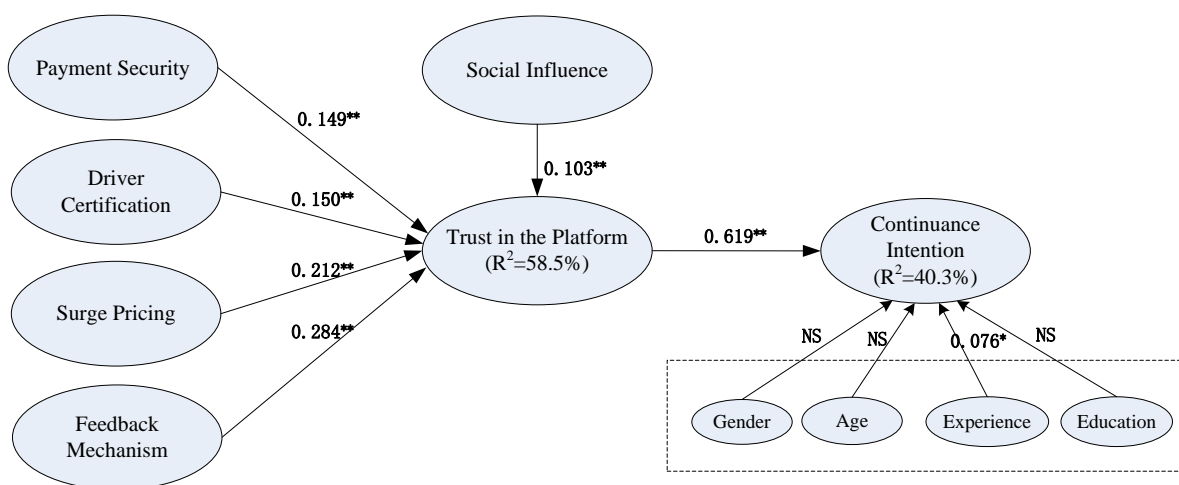 Payment Security
Social Influence
0.149**
Driver
Certification
0.150**
0.103**
Trust in the Platform
(R²=58.5%)
0.619**
Continuance
Intention
(R²=40.3%)
0.212**
Surge Pricing
0.284**
Feedback
Mechanism
NS
NS
0.076*
NS
Gender
Age
Experience
Education